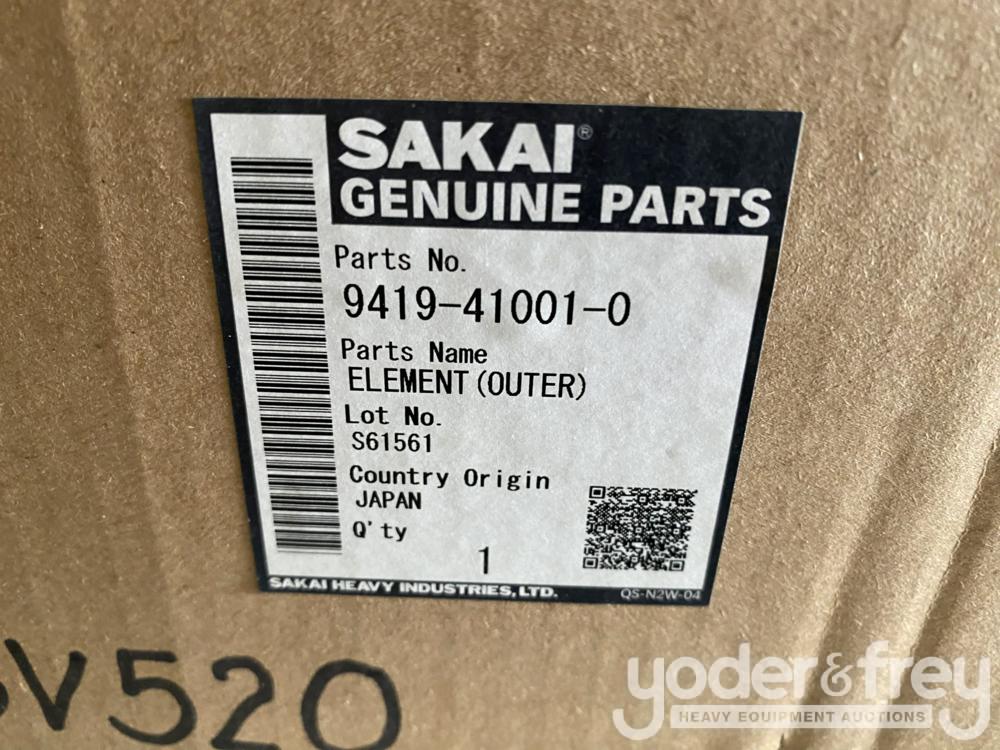 SAKAI®
GENUINE PARTS
Parts No.
9419-41001-0
Parts Name
ELEMENT(OUTER)
Lot No.
S61561
Country Origin
JAPAN
Q'ty
1
SAKAI HEAVY INDUSTRIES,LTD.
QS-N2W-04
V520
yoder&frey
HEAVY EQUIPMENT AUCTIONS